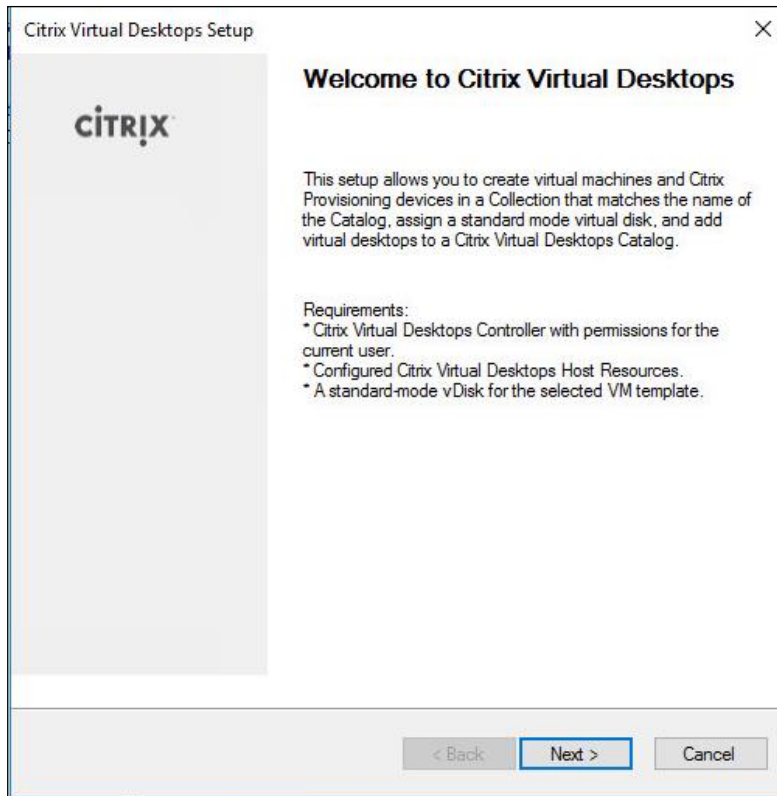 Citrix Virtual Desktops Setup
Welcome to Citrix Virtual Desktops
CİTRIX
This setup allows you to create virtual machines and Citrix
Provisioning devices in a Collection that matches the name of
the Catalog, assign a standard mode virtual disk, and add
virtual desktops to a Citrix Virtual Desktops Catalog.
Requirements:
* Citrix Virtual Desktops Controller with permissions for the
current user.
* Configured Citrix Virtual Desktops Host Resources.
* A standard-mode vDisk for the selected VM template.
< Back
Next >
Cancel